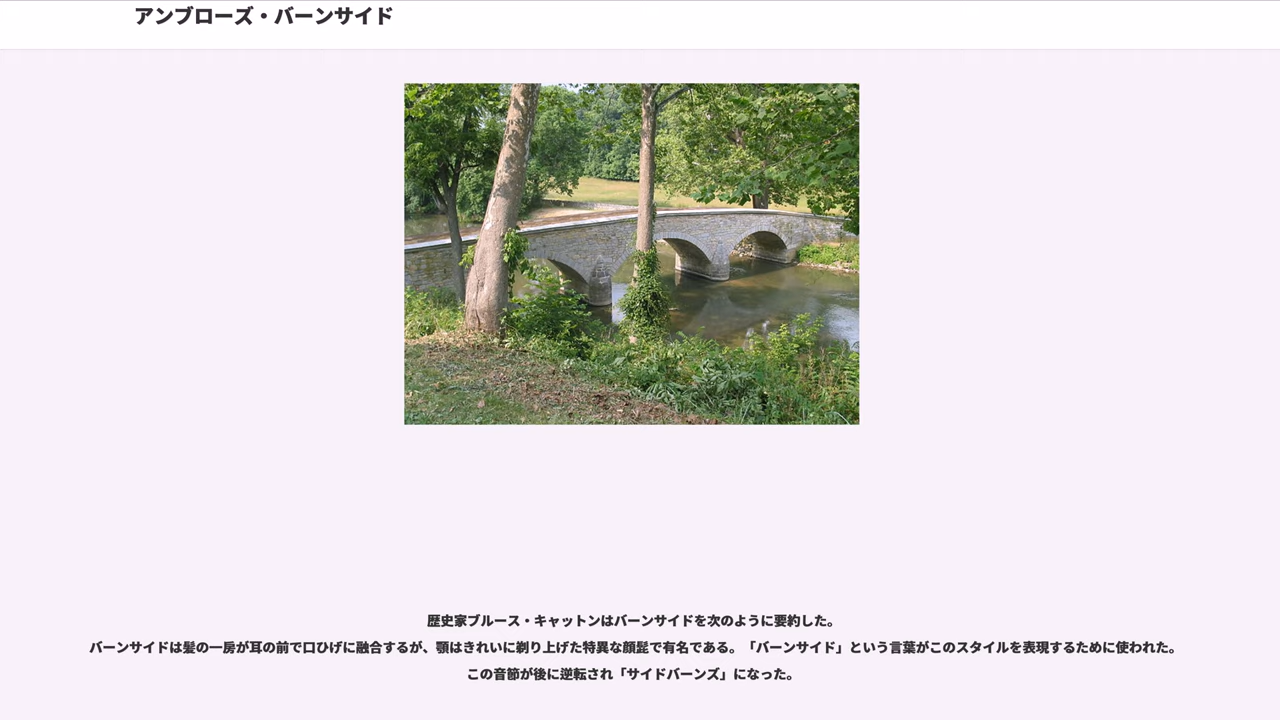 アンブローズ・バーンサイド
歴史家ブルース・キャットンはバーンサイドを次のように要約した。
バーンサイドは髪の一房が耳の前で口ひげに融合するが、顎はきれいに剃り上げた特異な顔髭で有名である。「バーンサイド」という言葉がこのスタイルを表現するために使われた。
この音節が後に逆転され「サイドバーンズ」になった。